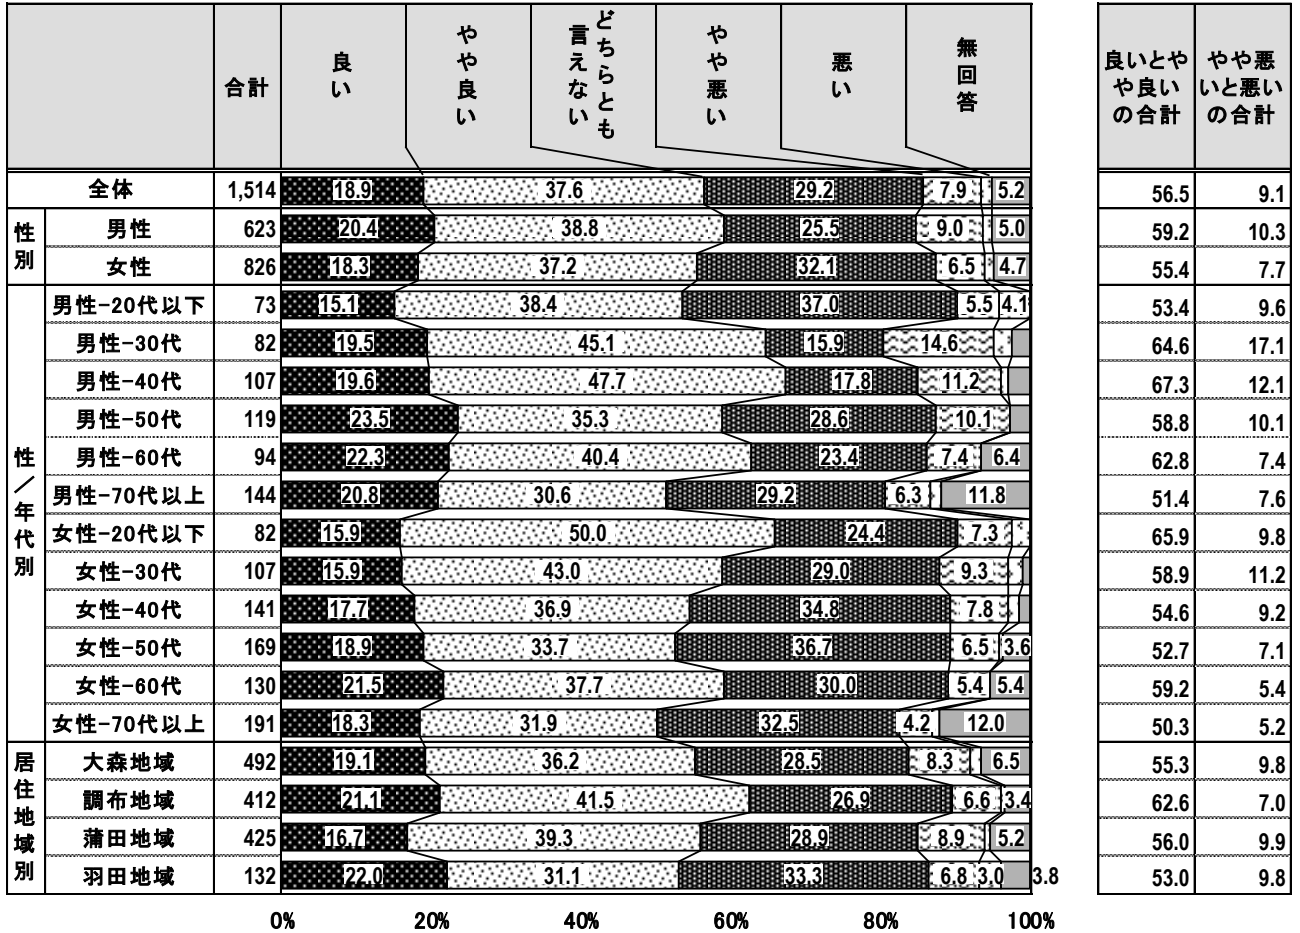 合計 良い やや良い どちらとも言えない やや悪い 悪い 無回答 良いとやや良いの合計 やや悪いと悪いの合計
全体 1,514 18.9 37.6 29.2 7.9 5.2 56.5 9.1
性別
男性 623 20.4 38.8 25.5 9.0 5.0 59.2 10.3
女性 826 18.3 37.2 32.1 6.5 4.7 55.4 7.7
性/年代別
男性-20代以下 73 15.1 38.4 37.0 5.5 4.1 53.4 9.6
男性-30代 82 19.5 45.1 15.9 14.6 64.6 17.1
男性-40代 107 19.6 47.7 17.8 11.2 67.3 12.1
男性-50代 119 23.5 35.3 28.6 10.1 58.8 10.1
男性-60代 94 22.3 40.4 23.4 7.4 6.4 62.8 7.4
男性-70代以上 144 20.8 30.6 29.2 6.3 11.8 51.4 7.6
女性-20代以下 82 15.9 50.0 24.4 7.3 65.9 9.8
女性-30代 107 15.9 43.0 29.0 9.3 58.9 11.2
女性-40代 141 17.7 36.9 34.8 7.8 54.6 9.2
女性-50代 169 18.9 33.7 36.7 6.5 3.6 52.7 7.1
女性-60代 130 21.5 37.7 30.0 5.4 5.4 59.2 5.4
女性-70代以上 191 18.3 31.9 32.5 4.2 12.0 50.3 5.2
居住地域別
大森地域 492 19.1 36.2 28.5 8.3 6.5 55.3 9.8
調布地域 412 21.1 41.5 26.9 6.6 3.4 62.6 7.0
蒲田地域 425 16.7 39.3 28.9 8.9 5.2 56.0 9.9
羽田地域 132 22.0 31.1 33.3 6.8 3.0 3.8 53.0 9.8
0% 20% 40% 60% 80% 100%